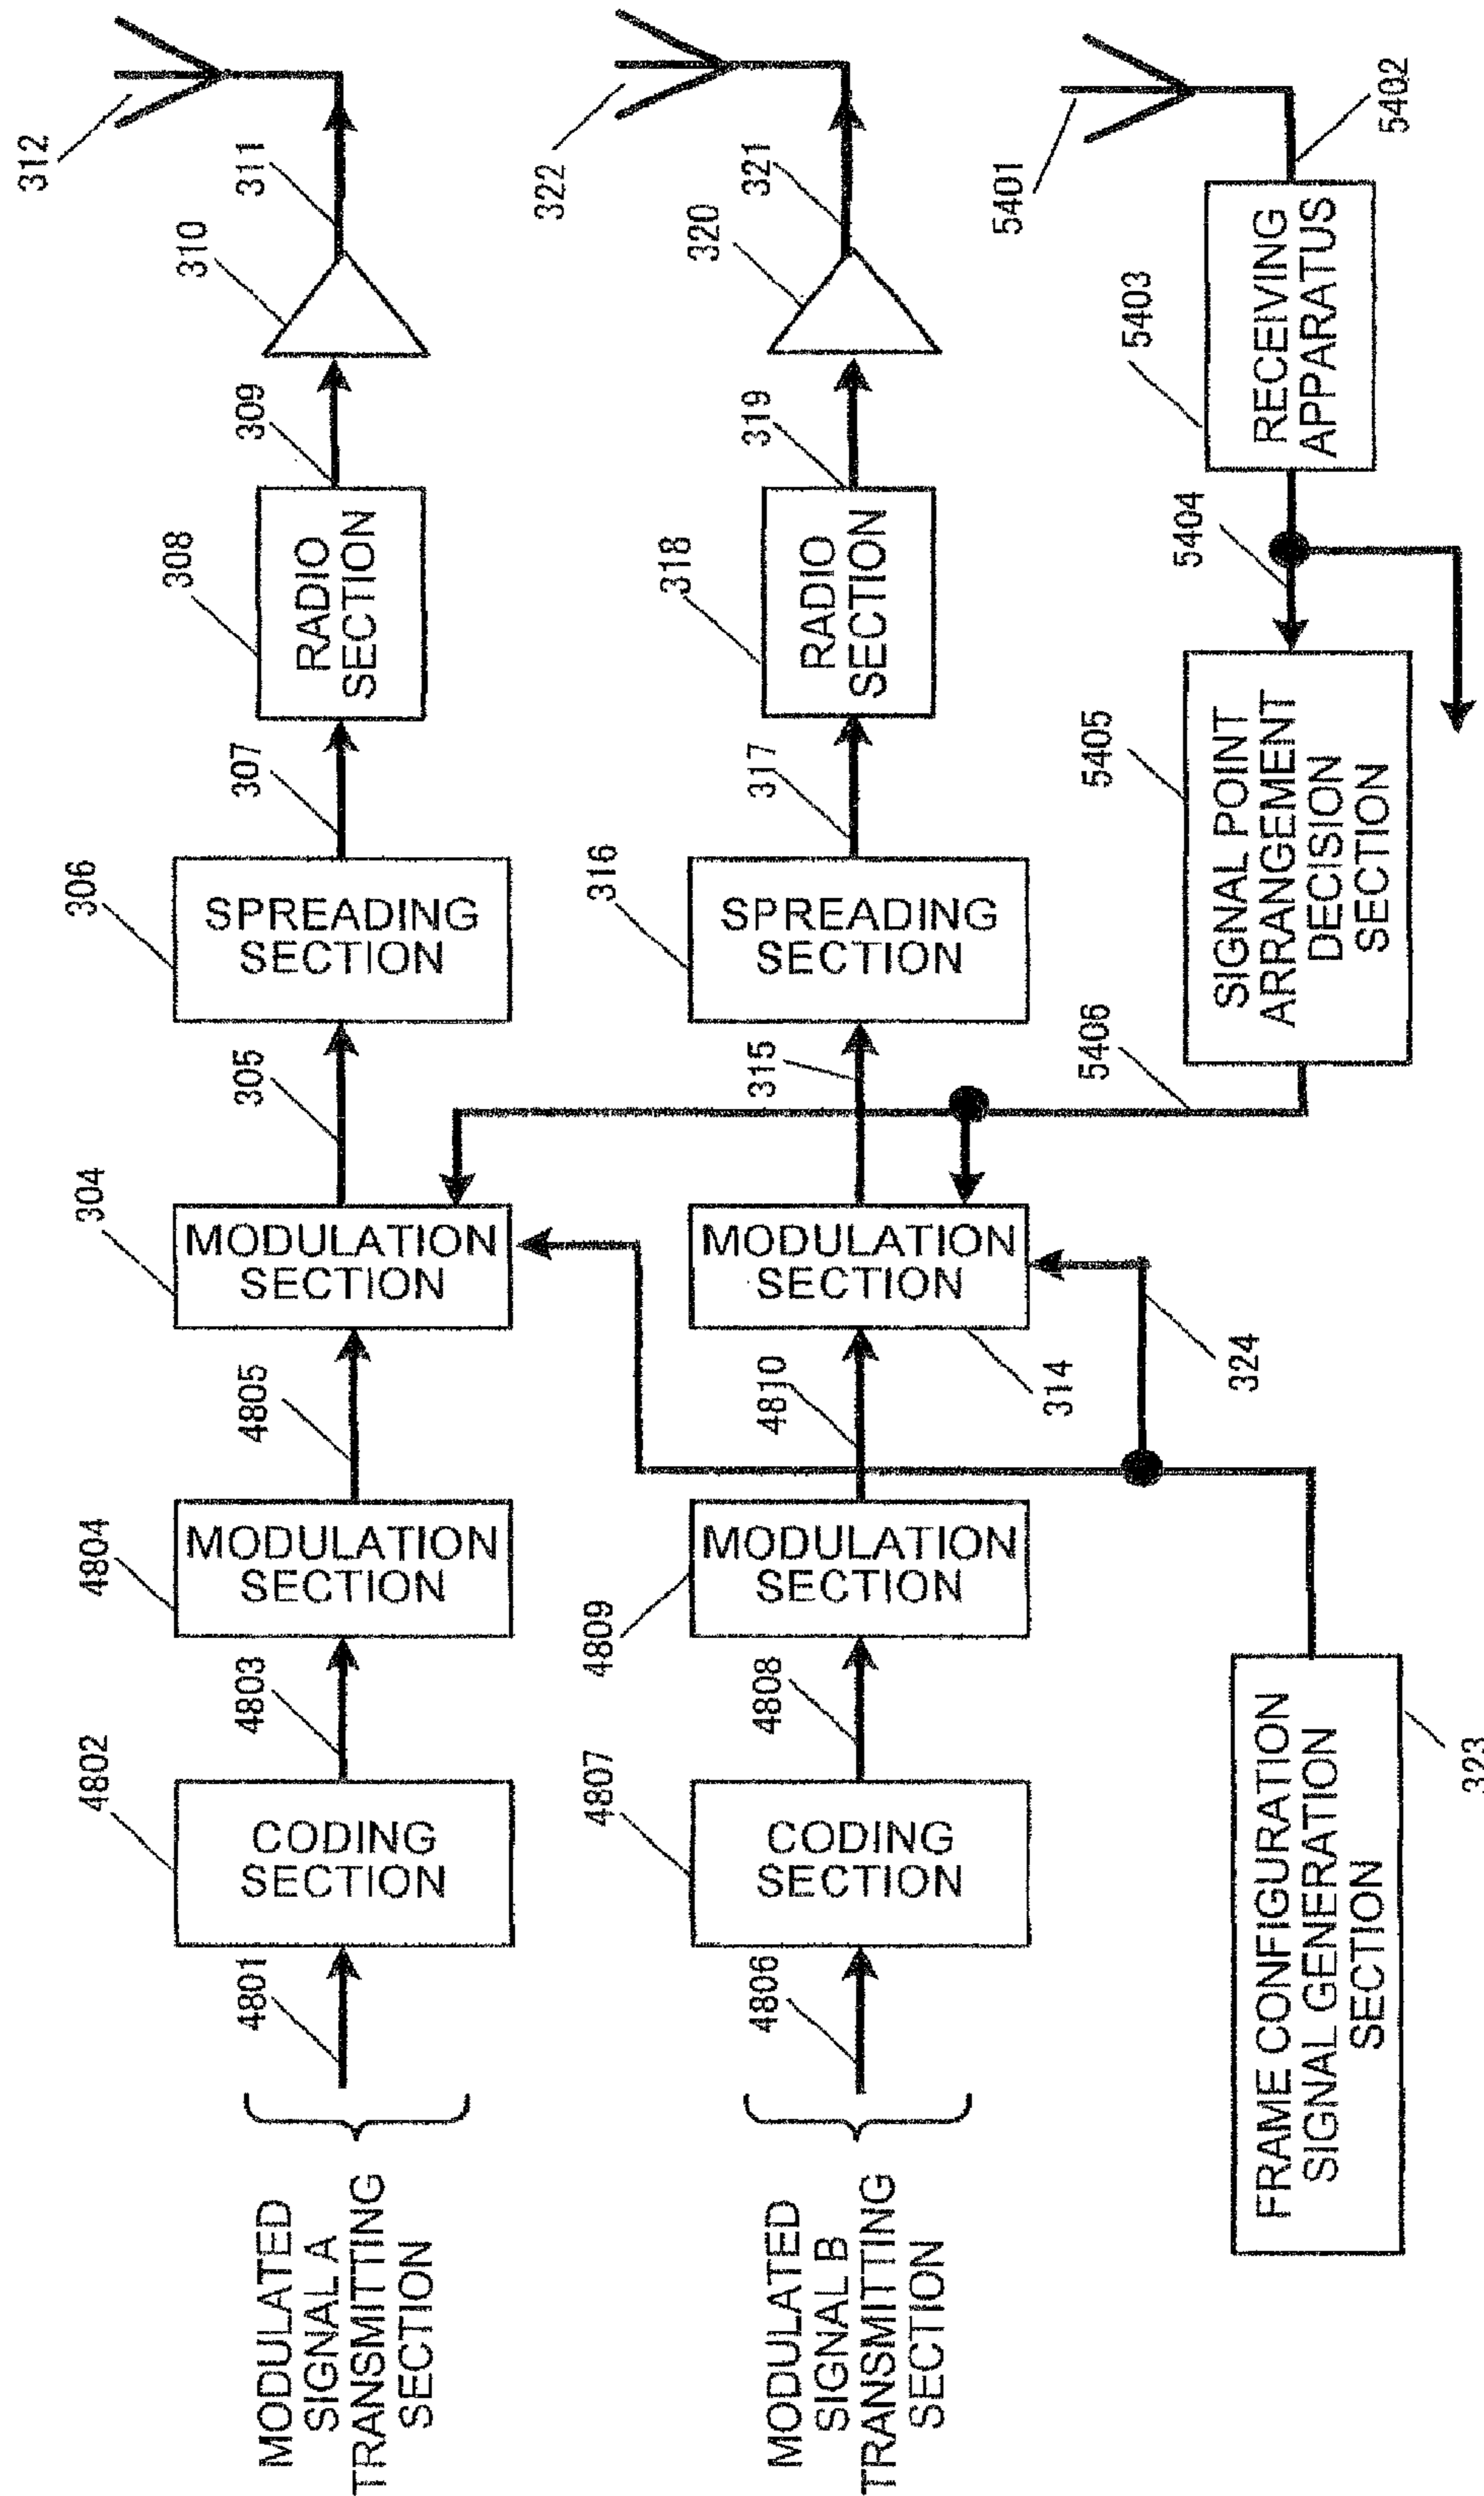 MODULATED
SIGNAL A
TRANSMITTING
SECTION
4801
4802
CODING
SECTION
4803
4804
MODULATION
SECTION
4805
304
MODULATION
SECTION
305
306
SPREADING
SECTION
307
308
RADIO
SECTION
309
310
311
312
MODULATED
SIGNAL B
TRANSMITTING
SECTION
4806
4807
CODING
SECTION
4808
4809
MODULATION
SECTION
4810
314
MODULATION
SECTION
315
316
SPREADING
SECTION
317
318
RADIO
SECTION
319
320
321
322
FRAME CONFIGURATION
SIGNAL GENERATION
SECTION
323
324
5406
5405
SIGNAL POINT
ARRANGEMENT
DECISION
SECTION
5404
5403
RECEIVING
APPARATUS
5402
5401